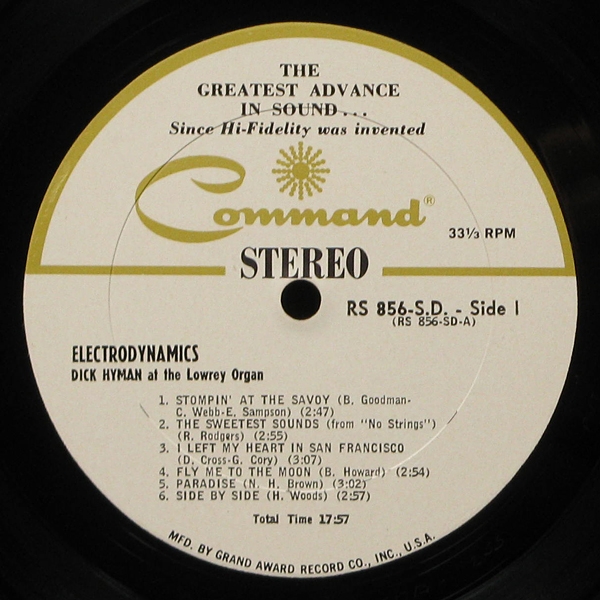 THE
GREATEST ADVANCE
IN SOUND...
Since Hi-Fidelity was invented
Command®
33⅓ RPM
STEREO
RS 856-S.D. - Side 1
(RS 856-SD-A)
ELECTRODYNAMICS
DICK HYMAN at the Lowrey Organ
1. STOMPIN' AT THE SAVOY (B. Goodman-
C. Webb-E. Sampson) (2:47)
2. THE SWEETEST SOUNDS (from "No Strings")
(R. Rodgers) (2:55)
3. I LEFT MY HEART IN SAN FRANCISCO
(D. Cross-G. Cory) (3:07)
4. FLY ME TO THE MOON (B. Howard) (2:54)
5. PARADISE (N. H. Brown) (3:02)
6. SIDE BY SIDE (H. Woods) (2:57)
Total Time 17:57
MFD. BY GRAND AWARD RECORD CO., INC., U.S.A.